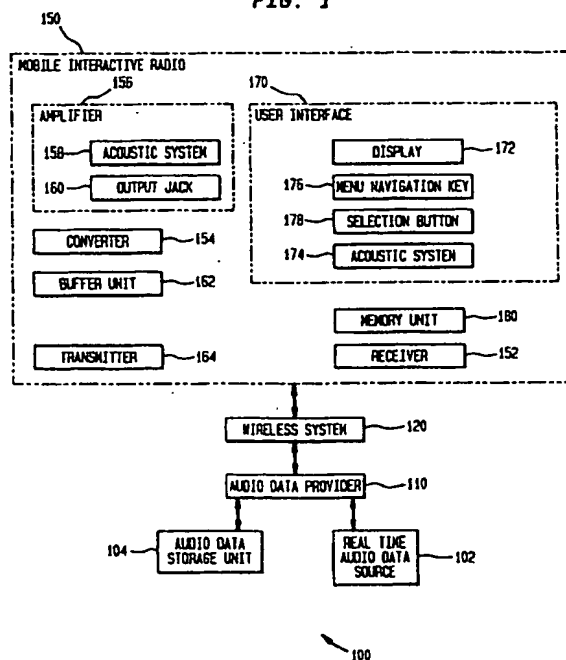 FIG. 1
150
MOBILE INTERACTIVE RADIO
156
170
AMPLIFIER
USER INTERFACE
158
ACOUSTIC SYSTEM
DISPLAY
172
160
OUTPUT JACK
176
MENU NAVIGATION KEY
178
SELECTION BUTTON
CONVERTER
154
174
ACOUSTIC SYSTEM
BUFFER UNIT
162
MEMORY UNIT
180
TRANSMITTER
164
RECEIVER
152
WIRELESS SYSTEM
120
AUDIO DATA PROVIDER
110
104
AUDIO DATA
STORAGE UNIT
REAL TIME
AUDIO DATA
SOURCE
102
100